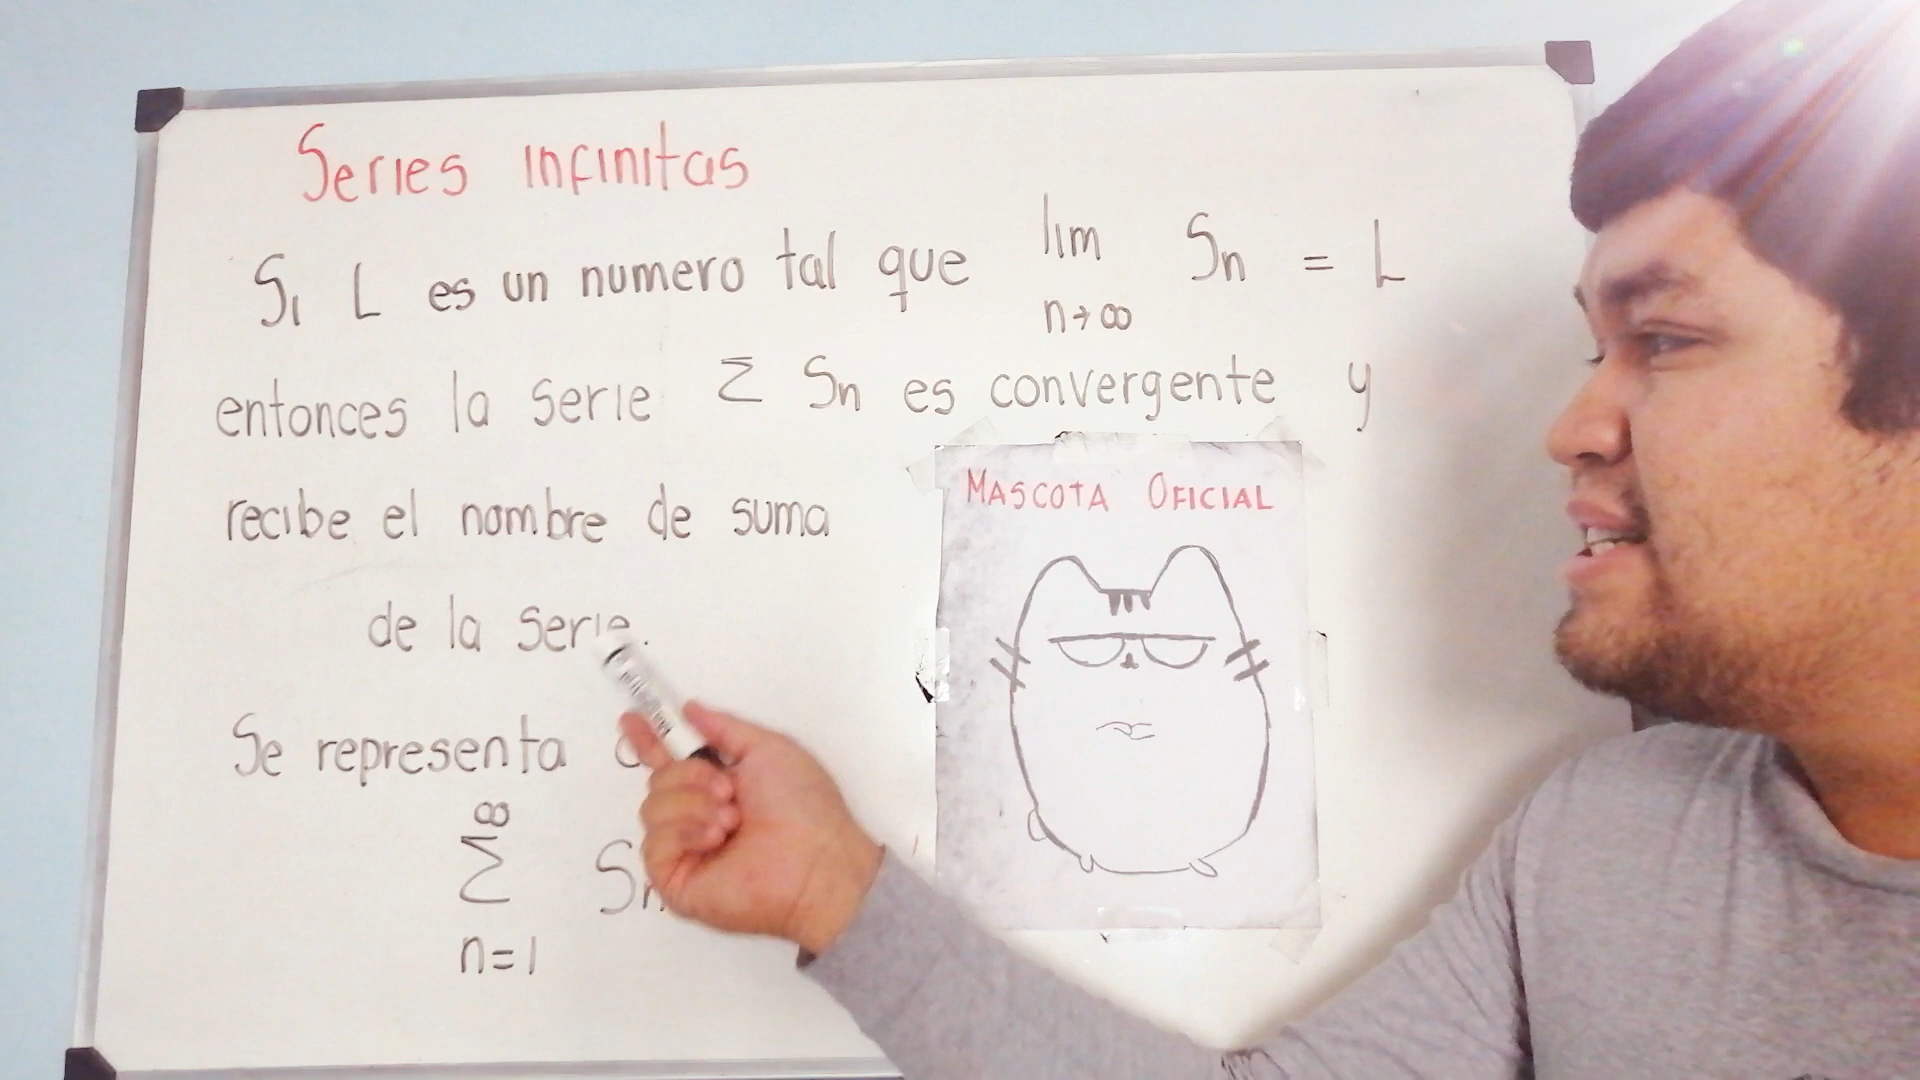 Series infinitas
Si L es un numero tal que lim Sn = L
n→∞
entonces la serie Σ Sn es convergente y
recibe el nombre de suma
de la serie.
Se representa
∞
Σ Sn
n=1
MASCOTA OFICIAL